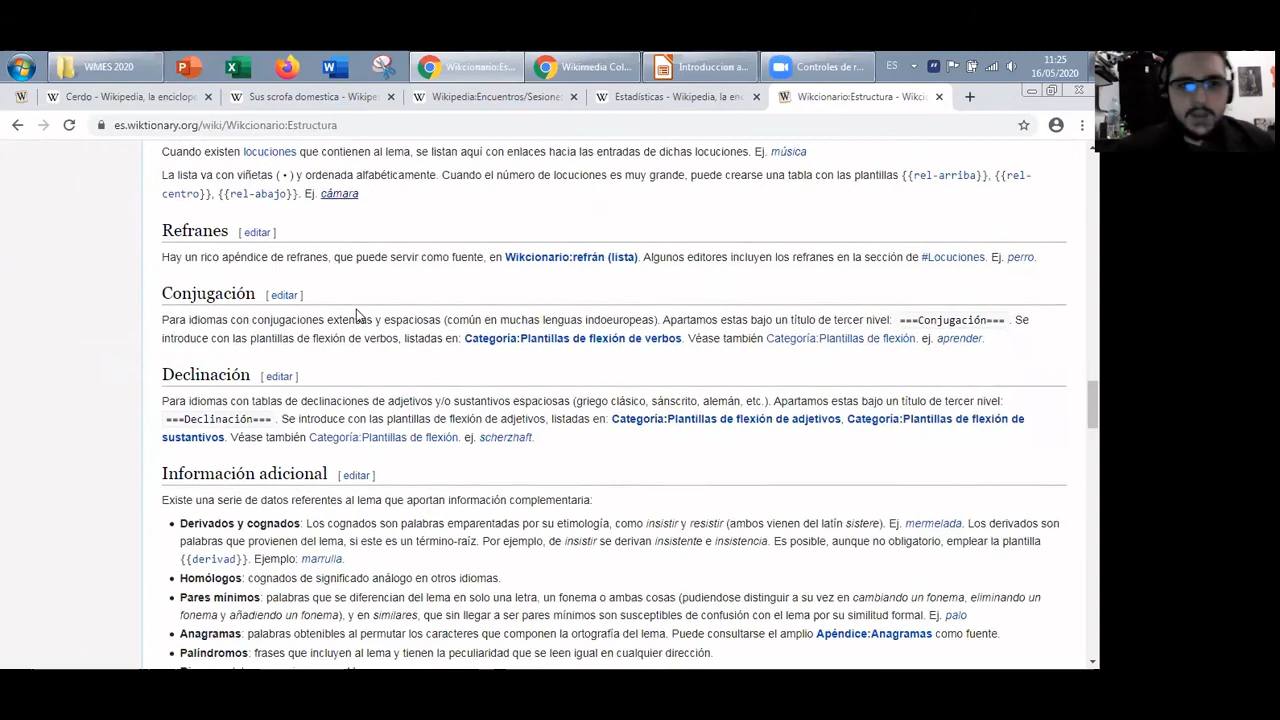 WMES 2020
Wikcionario:Es...
Wikimedia Col...
Introduccion a...
Controles de r...
ES
11:25
16/05/2020
Cerdo - Wikipedia, la enciclop
Sus scrofa domestica - Wikipe
Wikipedia:Encuentros/Sesione
Estadísticas - Wikipedia, la en
Wikcionario:Estructura - Wikci
es.wiktionary.org/wiki/Wikcionario:Estructura
Cuando existen locuciones que contienen al lema, se listan aquí con enlaces hacia las entradas de dichas locuciones. Ej. música
La lista va con viñetas ( • ) y ordenada alfabéticamente. Cuando el número de locuciones es muy grande, puede crearse una tabla con las plantillas {{rel-arriba}}, {{rel-
centro}}, {{rel-abajo}}. Ej. cámara
Refranes [ editar ]
Hay un rico apéndice de refranes, que puede servir como fuente, en Wikcionario:refrán (lista). Algunos editores incluyen los refranes en la sección de #Locuciones. Ej. perro.
Conjugación [ editar ]
Para idiomas con conjugaciones extensas y espaciosas (común en muchas lenguas indoeuropeas). Apartamos estas bajo un título de tercer nivel: ===Conjugación=== . Se
introduce con las plantillas de flexión de verbos, listadas en: Categoría:Plantillas de flexión de verbos. Véase también Categoría:Plantillas de flexión. ej. aprender.
Declinación [ editar ]
Para idiomas con tablas de declinaciones de adjetivos y/o sustantivos espaciosas (griego clásico, sánscrito, alemán, etc.). Apartamos estas bajo un título de tercer nivel:
===Declinación=== . Se introduce con las plantillas de flexión de adjetivos, listadas en: Categoría:Plantillas de flexión de adjetivos, Categoría:Plantillas de flexión de
sustantivos. Véase también Categoría:Plantillas de flexión. ej. scherzhaft.
Información adicional [ editar ]
Existe una serie de datos referentes al lema que aportan información complementaria:
• Derivados y cognados: Los cognados son palabras emparentadas por su etimología, como insistir y resistir (ambos vienen del latín sistere). Ej. mermelada. Los derivados son
palabras que provienen del lema, si este es un término-raíz. Por ejemplo, de insistir se derivan insistente e insistencia. Es posible, aunque no obligatorio, emplear la plantilla
{{derivad}}. Ejemplo: marrulla.
• Homólogos: cognados de significado análogo en otros idiomas.
• Pares mínimos: palabras que se diferencian del lema en solo una letra, un fonema o ambas cosas (pudiendose distinguir a su vez en cambiando un fonema, eliminando un
fonema y añadiendo un fonema), y en similares, que sin llegar a ser pares mínimos son susceptibles de confusión con el lema por su similitud formal. Ej. palo
• Anagramas: palabras obtenibles al permutar los caracteres que componen la ortografía del lema. Puede consultarse el amplio Apéndice:Anagramas como fuente.
• Palíndromos: frases que incluyen al lema y tienen la peculiaridad que se leen igual en cualquier dirección.